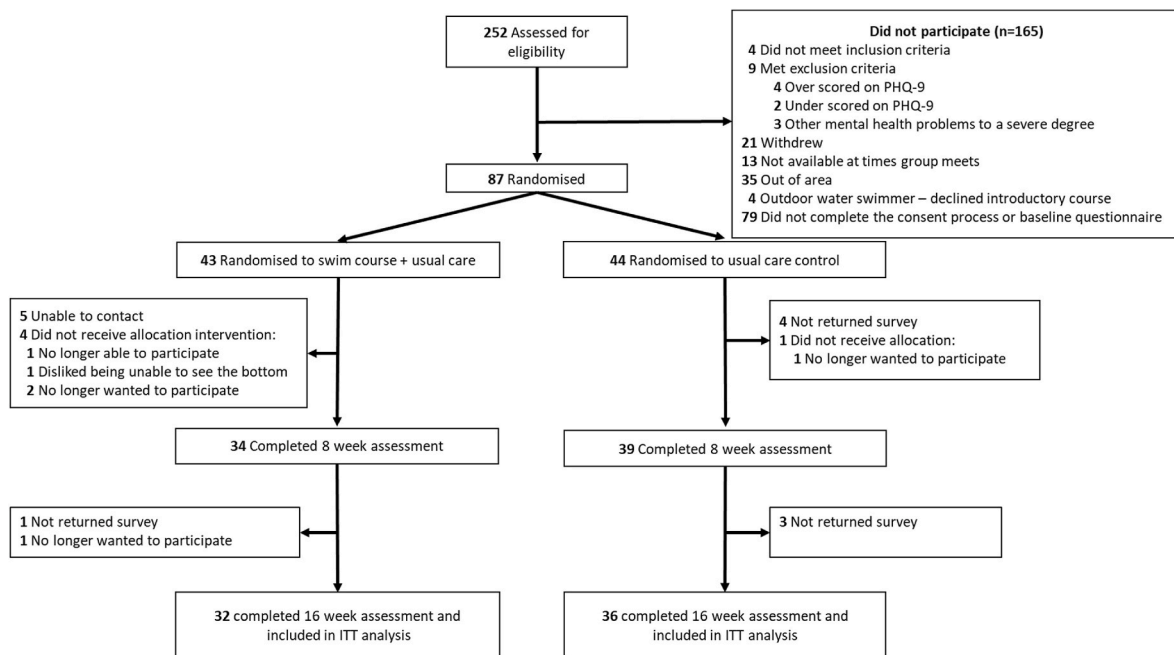 252 Assessed for
eligibility
Did not participate (n=165)
4 Did not meet inclusion criteria
9 Met exclusion criteria
4 Over scored on PHQ-9
2 Under scored on PHQ-9
3 Other mental health problems to a severe degree
21 Withdrew
13 Not available at times group meets
35 Out of area
4 Outdoor water swimmer – declined introductory course
79 Did not complete the consent process or baseline questionnaire
87 Randomised
43 Randomised to swim course + usual care
44 Randomised to usual care control
5 Unable to contact
4 Did not receive allocation intervention:
1 No longer able to participate
1 Disliked being unable to see the bottom
2 No longer wanted to participate
4 Not returned survey
1 Did not receive allocation:
1 No longer wanted to participate
34 Completed 8 week assessment
39 Completed 8 week assessment
1 Not returned survey
1 No longer wanted to participate
3 Not returned survey
32 completed 16 week assessment and
included in ITT analysis
36 completed 16 week assessment and
included in ITT analysis